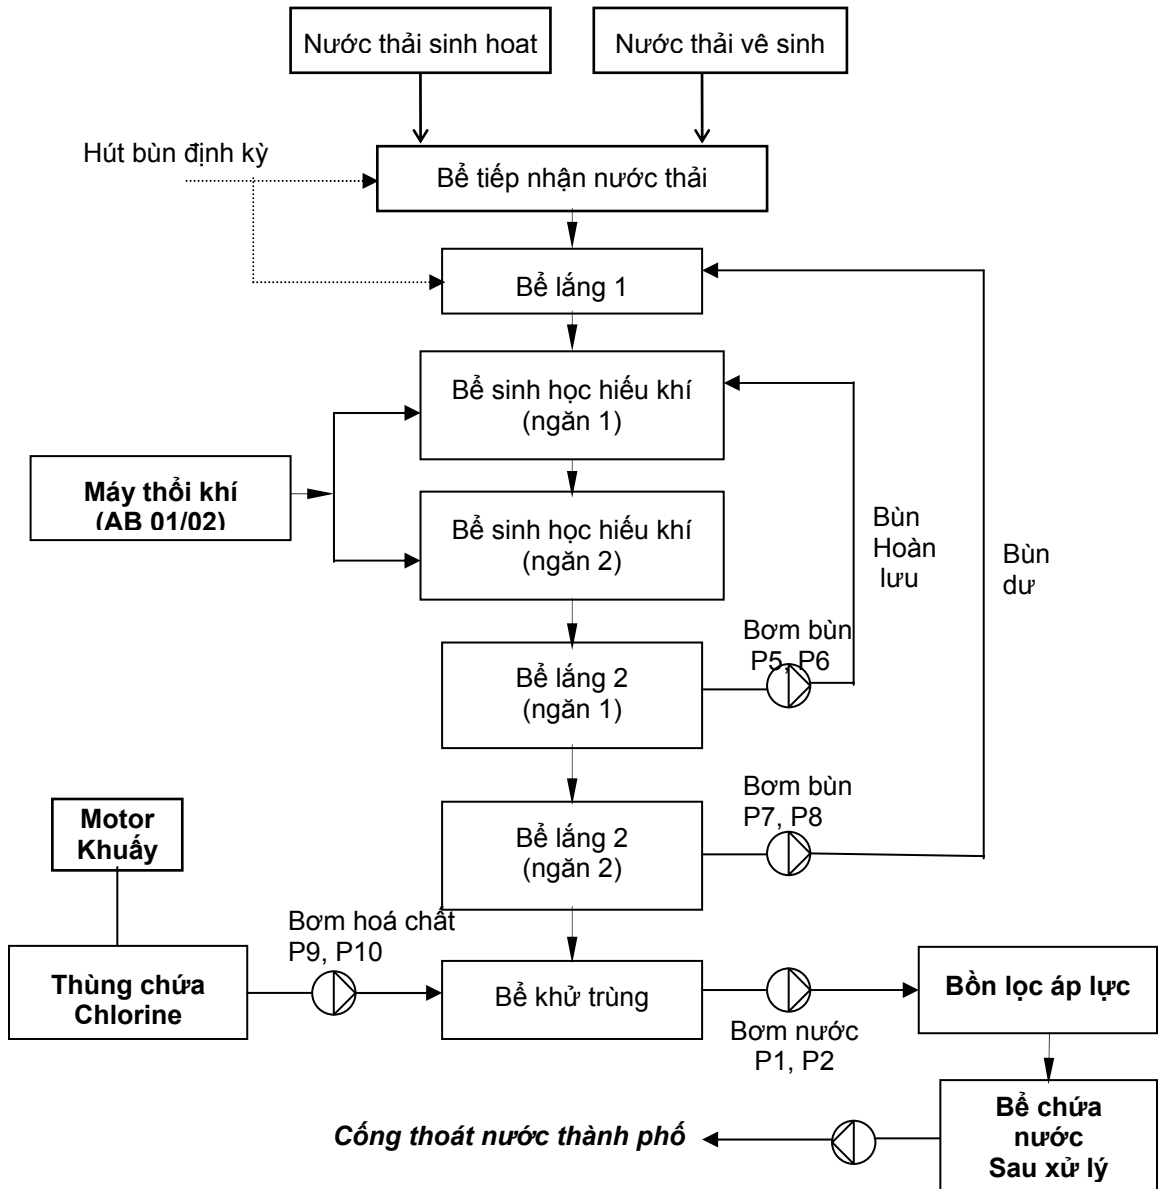 Nước thải sinh hoat
Nước thải vê sinh
Hút bùn định kỳ
Bể tiếp nhận nước thải
Bể lắng 1
Bể sinh học hiếu khí
(ngăn 1)
Máy thổi khí
(AB 01/02)
Bể sinh học hiếu khí
(ngăn 2)
Bùn
Hoàn
lưu
Bùn
dư
Bể lắng 2
(ngăn 1)
Bơm bùn
P5, P6
Bể lắng 2
(ngăn 2)
Bơm bùn
P7, P8
Motor
Khuấy
Bơm hoá chất
P9, P10
Thùng chứa
Chlorine
Bể khử trùng
Bơm nước
P1, P2
Bồn lọc áp lực
Bể chứa
nước
Sau xử lý
Cống thoát nước thành phố